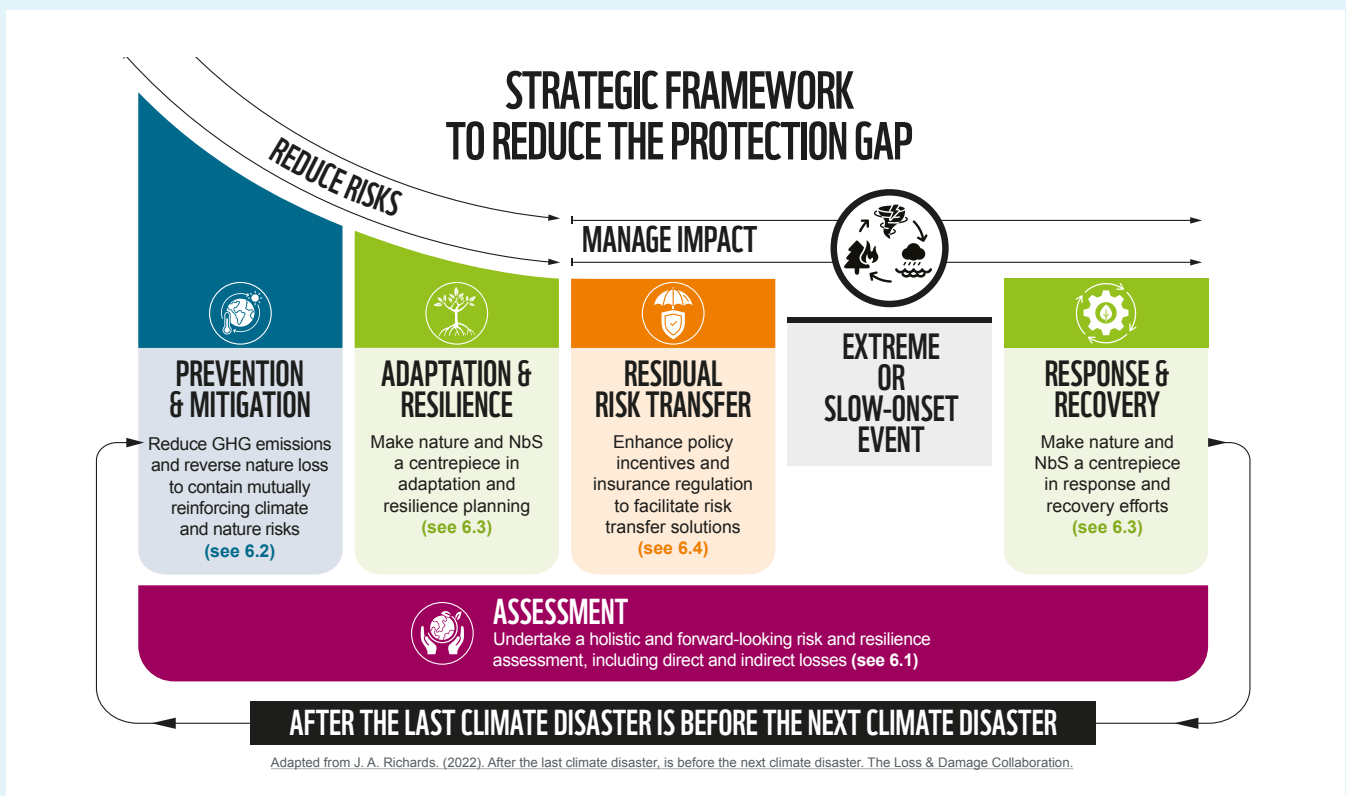 STRATEGIC FRAMEWORK
TO REDUCE THE PROTECTION GAP
REDUCE RISKS
MANAGE IMPACT
PREVENTION
& MITIGATION
Reduce GHG emissions
and reverse nature loss
to contain mutually
reinforcing climate
and nature risks
(see 6.2)
ADAPTATION &
RESILIENCE
Make nature and NbS
a centrepiece in
adaptation and
resilience planning
(see 6.3)
RESIDUAL
RISK TRANSFER
Enhance policy
incentives and
insurance regulation
to facilitate risk
transfer solutions
(see 6.4)
EXTREME
OR
SLOW-ONSET
EVENT
RESPONSE &
RECOVERY
Make nature and
NbS a centrepiece
in response and
recovery efforts
(see 6.3)
ASSESSMENT
Undertake a holistic and forward-looking risk and resilience
assessment, including direct and indirect losses (see 6.1)
AFTER THE LAST CLIMATE DISASTER IS BEFORE THE NEXT CLIMATE DISASTER
Adapted from J. A. Richards. (2022). After the last climate disaster, is before the next climate disaster. The Loss & Damage Collaboration.